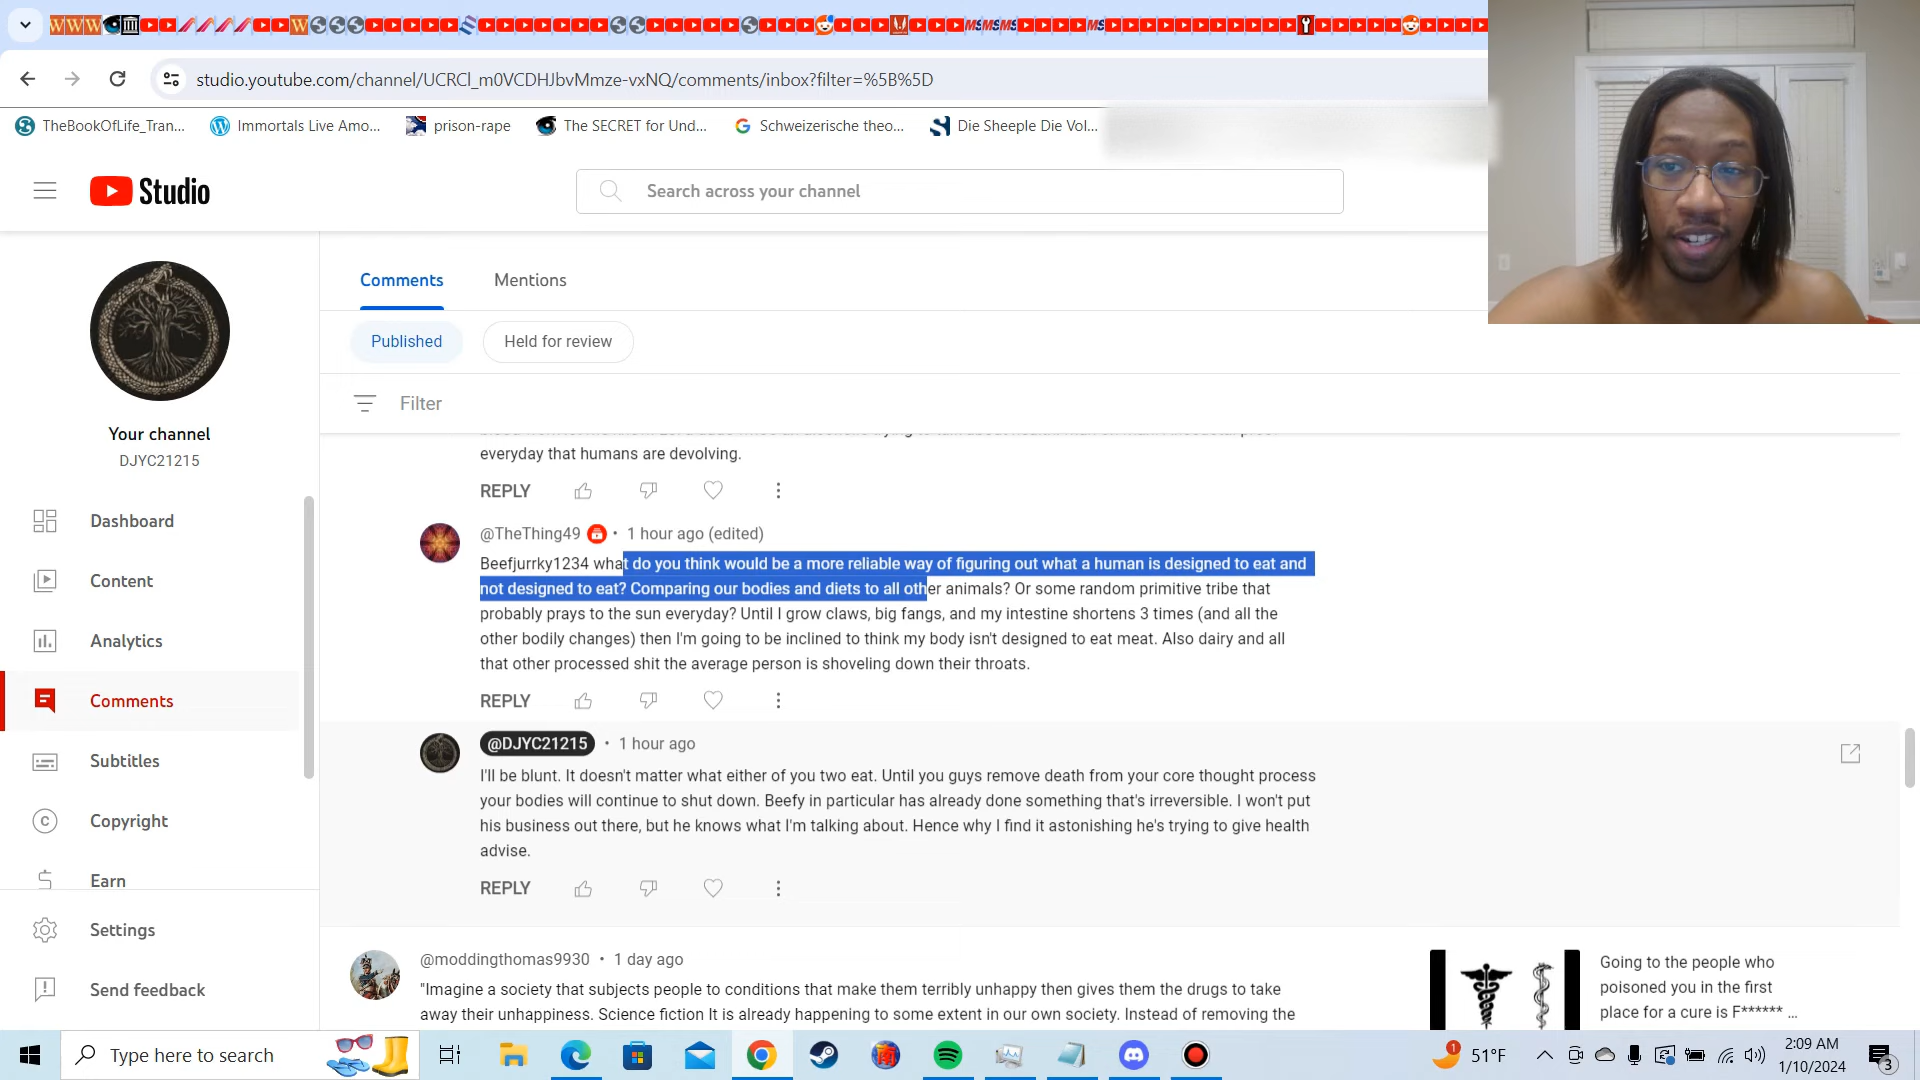 studio.youtube.com/channel/UCRCl_m0VCDHJbvMmze-vxNQ/comments/inbox?filter=%5B%5D
TheBookOfLife_Tran... Immortals Live Amo... prison-rape The SECRET for Und... Schweizerische theo... Die Sheeple Die Vol...
Studio
Search across your channel
Your channel
DJYC21215
Dashboard
Content
Analytics
Comments
Subtitles
Copyright
Earn
Settings
Send feedback
Comments Mentions
Published Held for review
Filter
everyday that humans are devolving.
REPLY
@TheThing49 • 1 hour ago (edited)
Beefjurrky1234 what do you think would be a more reliable way of figuring out what a human is designed to eat and
not designed to eat? Comparing our bodies and diets to all other animals? Or some random primitive tribe that
probably prays to the sun everyday? Until I grow claws, big fangs, and my intestine shortens 3 times (and all the
other bodily changes) then I'm going to be inclined to think my body isn't designed to eat meat. Also dairy and all
that other processed shit the average person is shoveling down their throats.
REPLY
@DJYC21215 • 1 hour ago
I'll be blunt. It doesn't matter what either of you two eat. Until you guys remove death from your core thought process
your bodies will continue to shut down. Beefy in particular has already done something that's irreversible. I won't put
his business out there, but he knows what I'm talking about. Hence why I find it astonishing he's trying to give health
advise.
REPLY
@moddingthomas9930 • 1 day ago
"Imagine a society that subjects people to conditions that make them terribly unhappy then gives them the drugs to take
away their unhappiness. Science fiction It is already happening to some extent in our own society. Instead of removing the
Going to the people who
poisoned you in the first
place for a cure is F****** ...
Type here to search
51°F
2:09 AM
1/10/2024
3